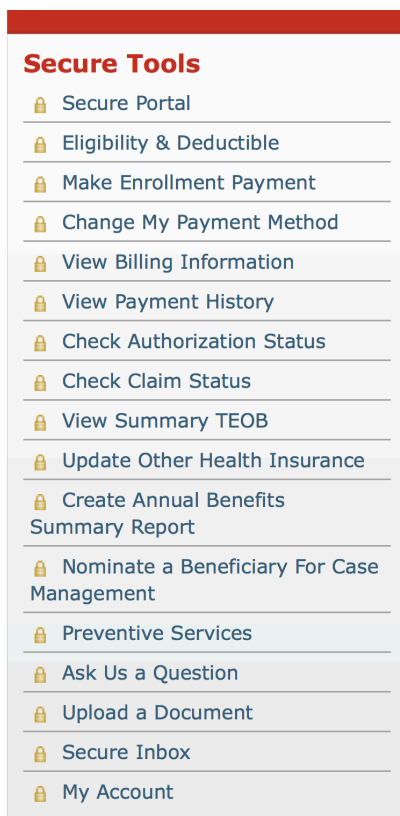 Secure Tools
Secure Portal
Eligibility & Deductible
Make Enrollment Payment
Change My Payment Method
View Billing Information
View Payment History
Check Authorization Status
Check Claim Status
View Summary TEOB
Update Other Health Insurance
Create Annual Benefits
Summary Report
Nominate a Beneficiary For Case
Management
Preventive Services
Ask Us a Question
Upload a Document
Secure Inbox
My Account